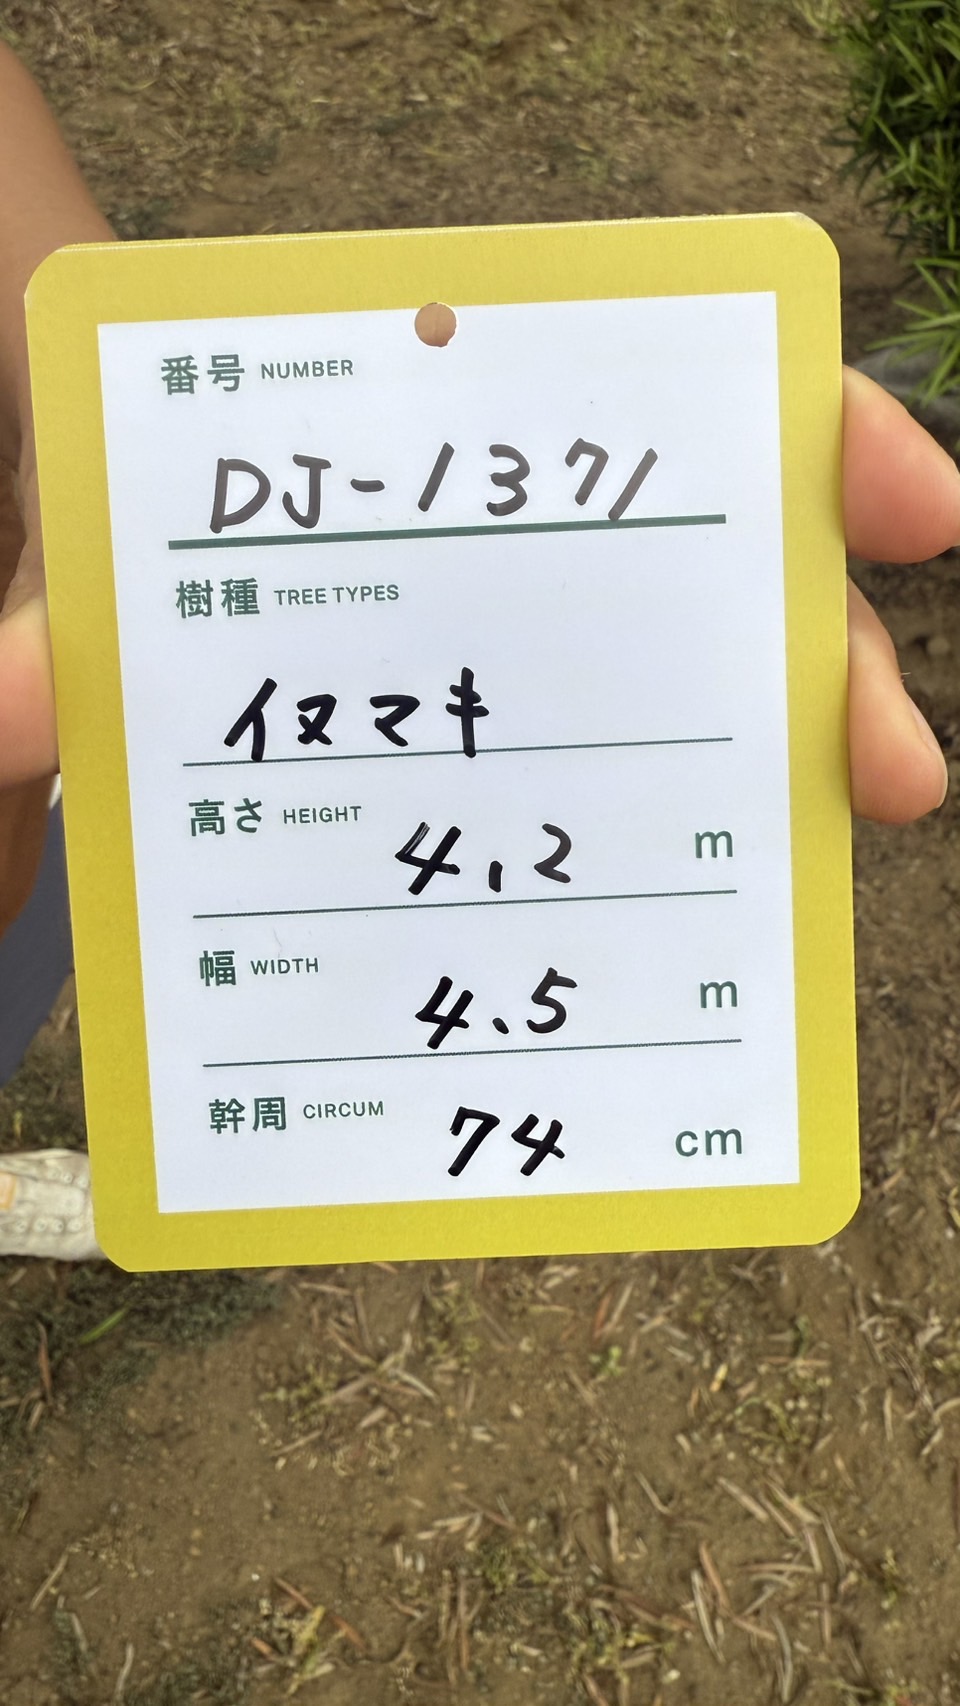 番号 NUMBER
DJ-1371
樹種 TREE TYPES
イヌマキ
高さ HEIGHT 4.2 m
幅 WIDTH 4.5 m
幹周 CIRCUM 74 cm